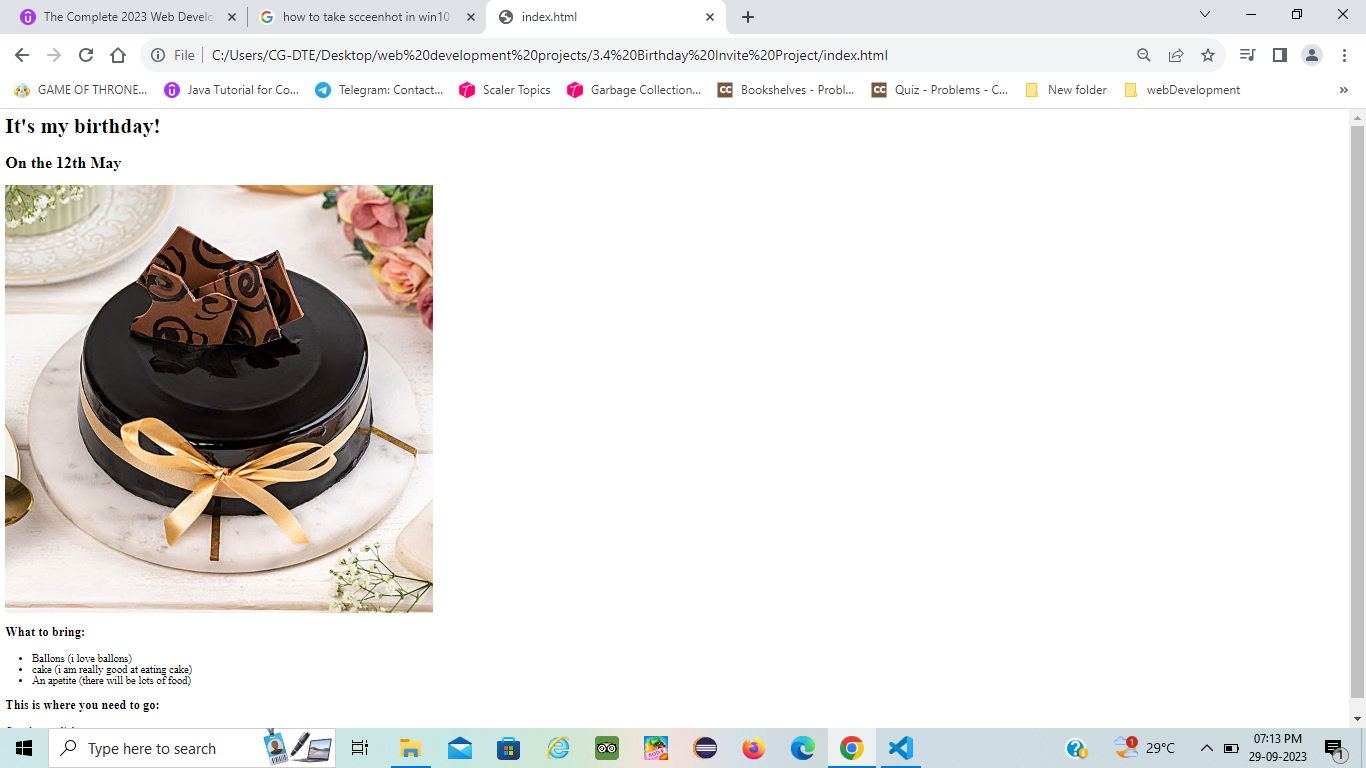 The Complete 2023 Web Develo
how to take scceenhot in win10
index.html
File
C:/Users/CG-DTE/Desktop/web%20development%20projects/3.4%20Birthday%20Invite%20Project/index.html
GAME OF THRONE...
Java Tutorial for Co...
Telegram: Contact...
Scaler Topics
Garbage Collection...
CC
Bookshelves - Probl...
CC
Quiz - Problems - C...
New folder
webDevelopment
»
It's my birthday!
On the 12th May
What to bring:
Ballons (i love ballons)
cake (i am really good at eating cake)
An apetite (there will be lots of food)
This is where you need to go:
Type here to search
1
29°C
07:13 PM
29-09-2023
1